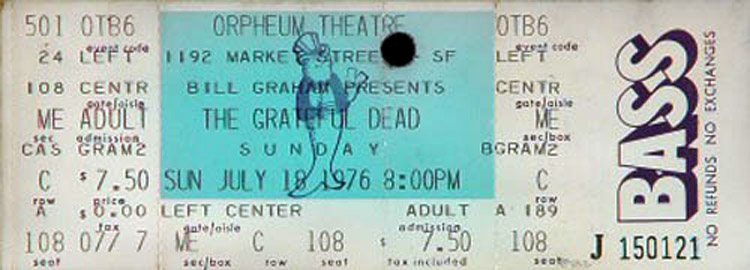 501 OTB6 ORPHEUM THEATRE OTB6
event code event code
24 LEFT 1192 MARKET STREET SF LEFT
108 CENTR BILL GRAHAM PRESENTS CENTR
gate/aisle gate/aisle
ME ADULT THE GRATEFUL DEAD ME
sec admission sec/box
CAS GRAM2 SUNDAY BGRAM2
C $7.50 SUN JULY 18 1976 8:00PM C
row price row
A $0.00 LEFT CENTER ADULT A 189
tax gate/aisle admission
108 077 7 ME C 108 $ 7.50 108
seat sec/box row seat tax included seat
BASS
NO REFUNDS NO EXCHANGES
J 150121